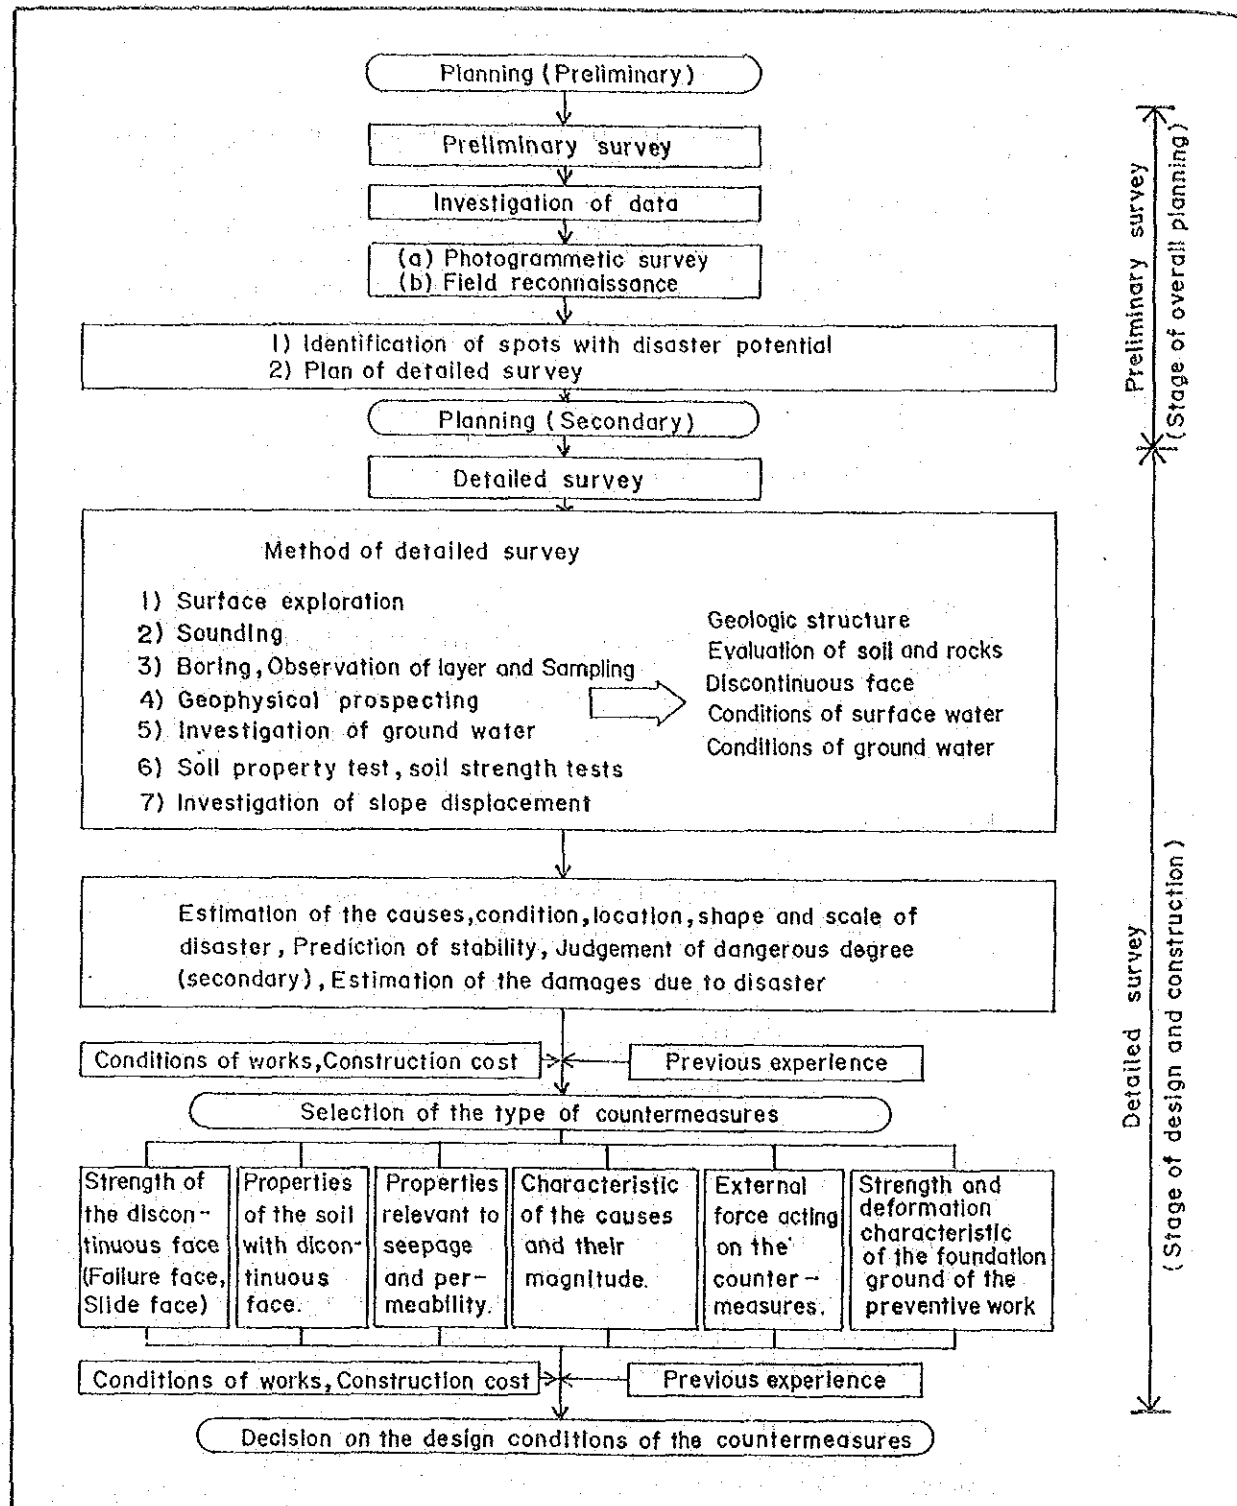 Planning (Preliminary)
Preliminary survey
Investigation of data
(a) Photogrammetic survey
(b) Field reconnaissance
1) Identification of spots with disaster potential
2) Plan of detailed survey
Planning (Secondary)
Detailed survey
Preliminary survey
(Stage of overall planning)
Method of detailed survey
1) Surface exploration
2) Sounding
3) Boring, Observation of layer and Sampling
4) Geophysical prospecting
5) Investigation of ground water
6) Soil property test, soil strength tests
7) Investigation of slope displacement
Geologic structure
Evaluation of soil and rocks
Discontinuous face
Conditions of surface water
Conditions of ground water
Estimation of the causes, condition, location, shape and scale of
disaster, Prediction of stability, Judgement of dangerous degree
(secondary), Estimation of the damages due to disaster
Conditions of works, Construction cost
Previous experience
Selection of the type of countermeasures
Strength of
the discon-
tinuous face
(Failure face,
Slide face)
Properties
of the soil
with dicon-
tinuous
face.
Properties
relevant to
seepage
and per-
meability.
Characteristic
of the causes
and their
magnitude.
External
force acting
on the
counter-
measures.
Strength and
deformation
characteristic
of the foundation
ground of the
preventive work
Conditions of works, Construction cost
Previous experience
Decision on the design conditions of the countermeasures
Detailed survey
(Stage of design and construction)